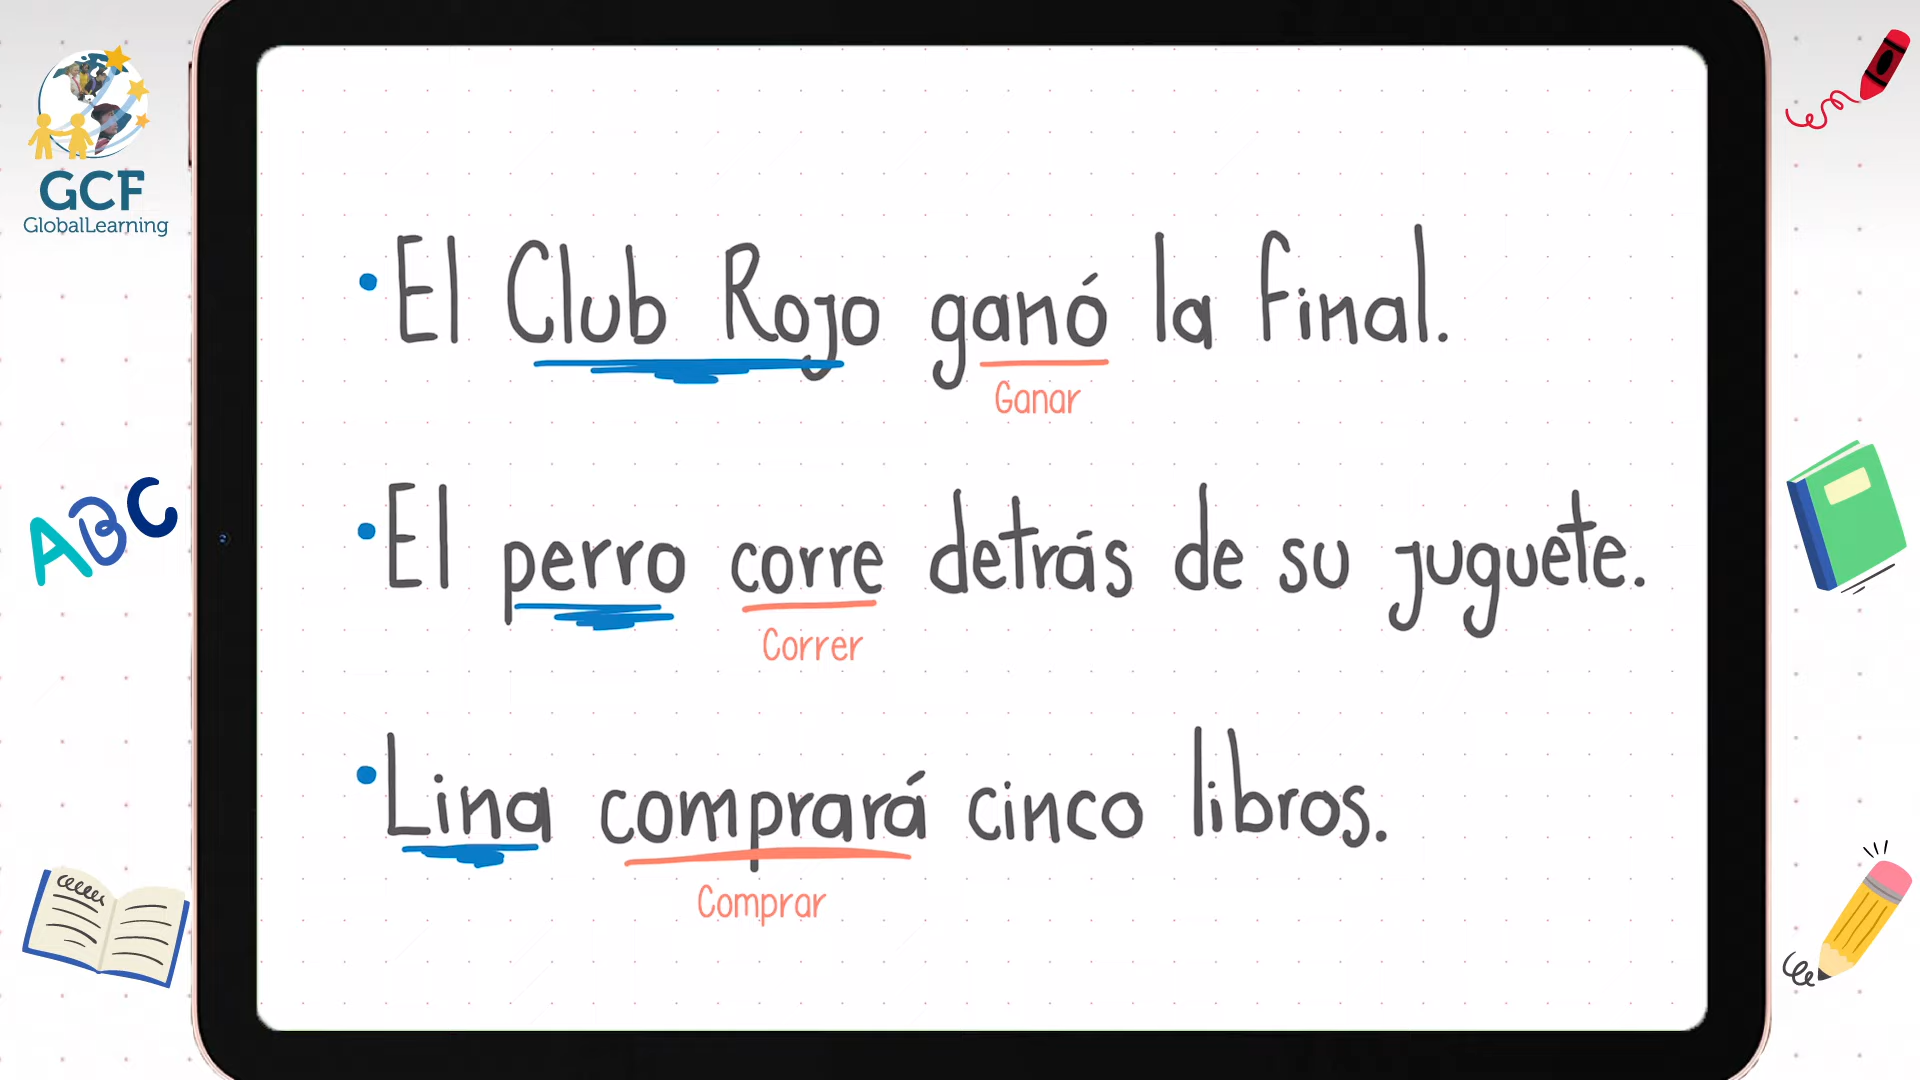 GCF
GlobalLearning
El Club Rojo ganó la final.
Ganar
El perro corre detrás de su juguete.
Correr
Lina comprará cinco libros.
Comprar
ABC